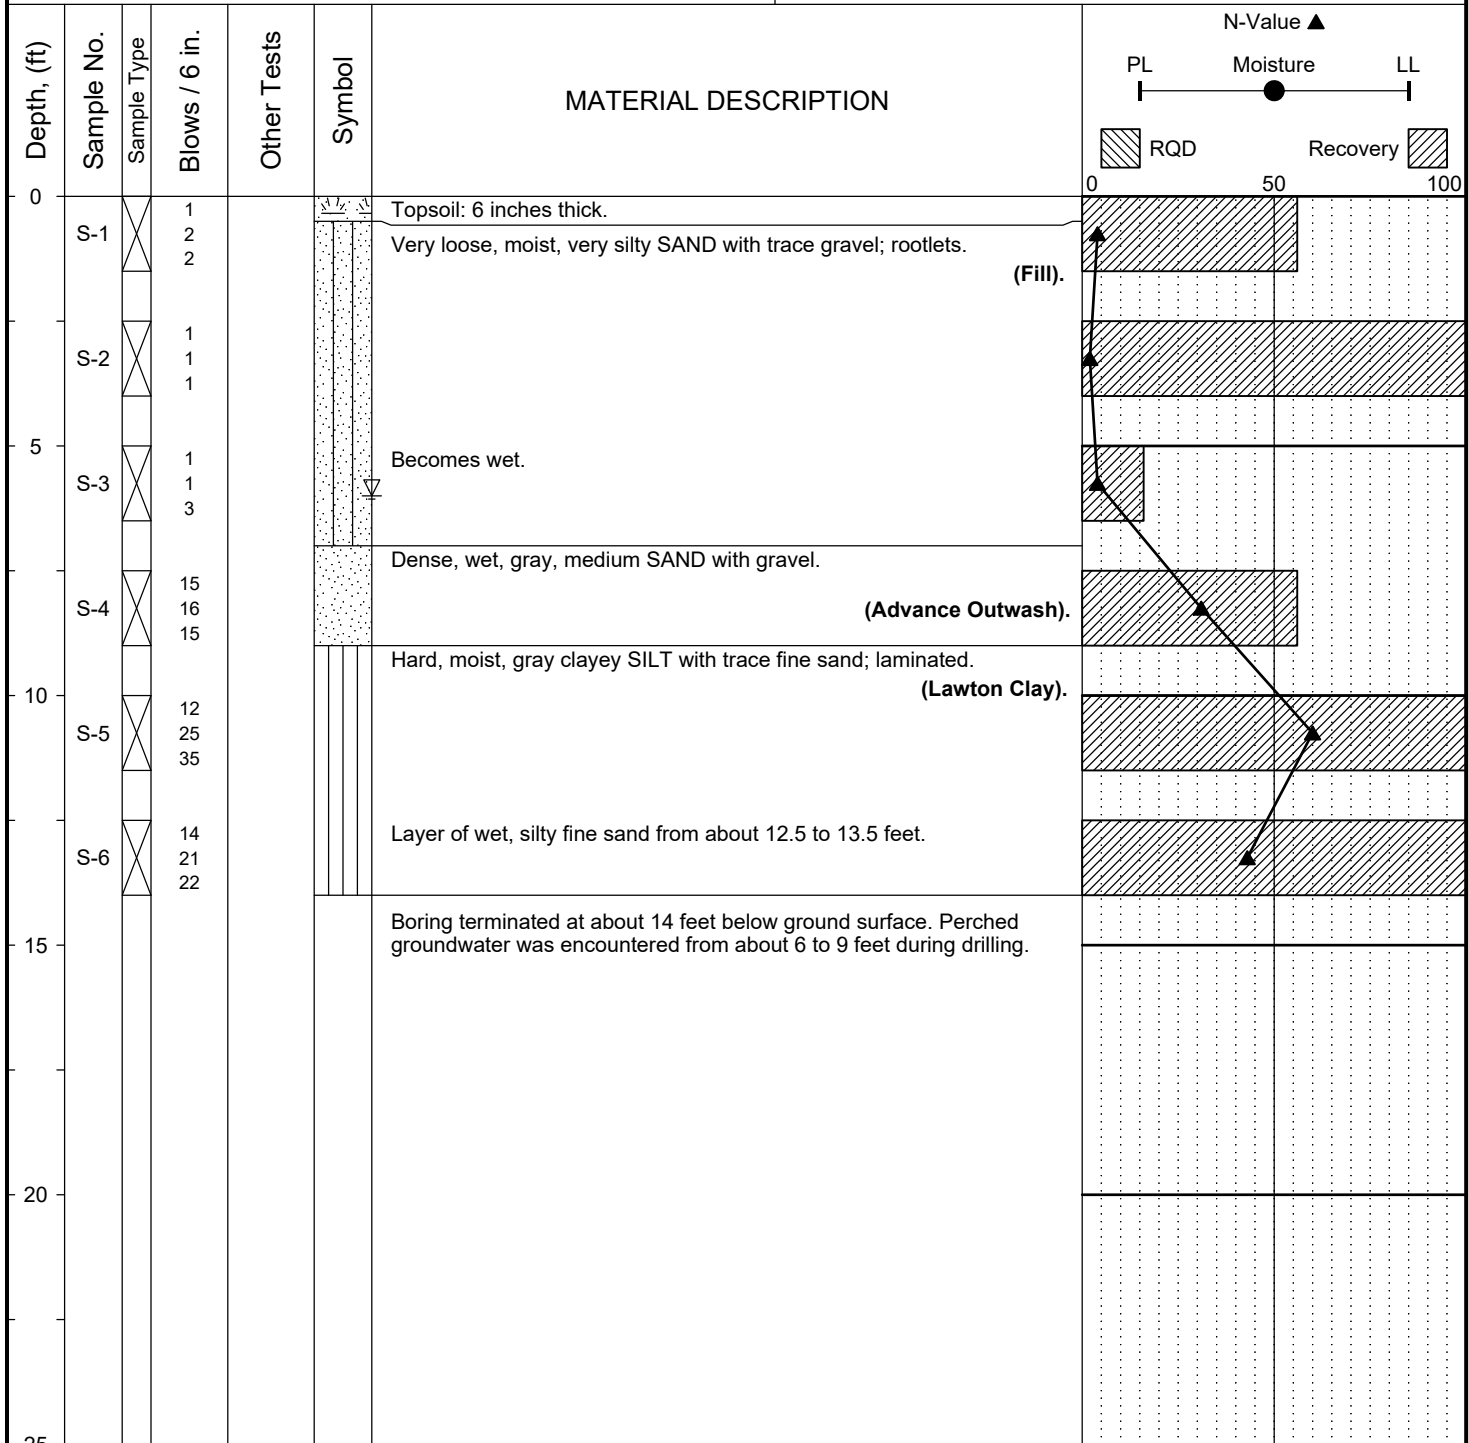 N-Value ▲
PL Moisture LL
RQD Recovery
0 50 100
Depth, (ft)
Sample No.
Sample Type
Blows / 6 in.
Other Tests
Symbol
MATERIAL DESCRIPTION
0
S-1
1
2
2
Topsoil: 6 inches thick.
Very loose, moist, very silty SAND with trace gravel; rootlets.
(Fill).
S-2
1
1
1
5
S-3
1
1
3
Becomes wet.
Dense, wet, gray, medium SAND with gravel.
S-4
15
16
15
(Advance Outwash).
Hard, moist, gray clayey SILT with trace fine sand; laminated.
(Lawton Clay).
10
S-5
12
25
35
S-6
14
21
22
Layer of wet, silty fine sand from about 12.5 to 13.5 feet.
Boring terminated at about 14 feet below ground surface. Perched
groundwater was encountered from about 6 to 9 feet during drilling.
15
20
25